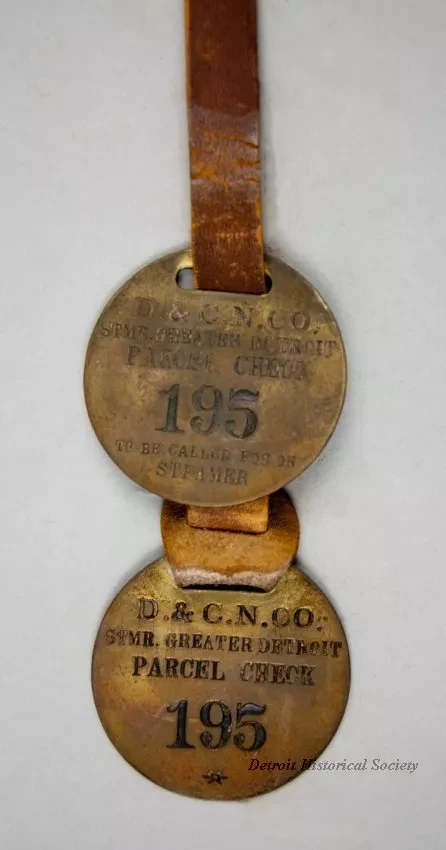 D. & C. N. CO.
STMR. GREATER DETROIT
PARCEL CHECK
195
TO BE CALLED FOR ON
STEAMER
D. & C. N. CO.
STMR. GREATER DETROIT
PARCEL CHECK
195
Detroit Historical Society